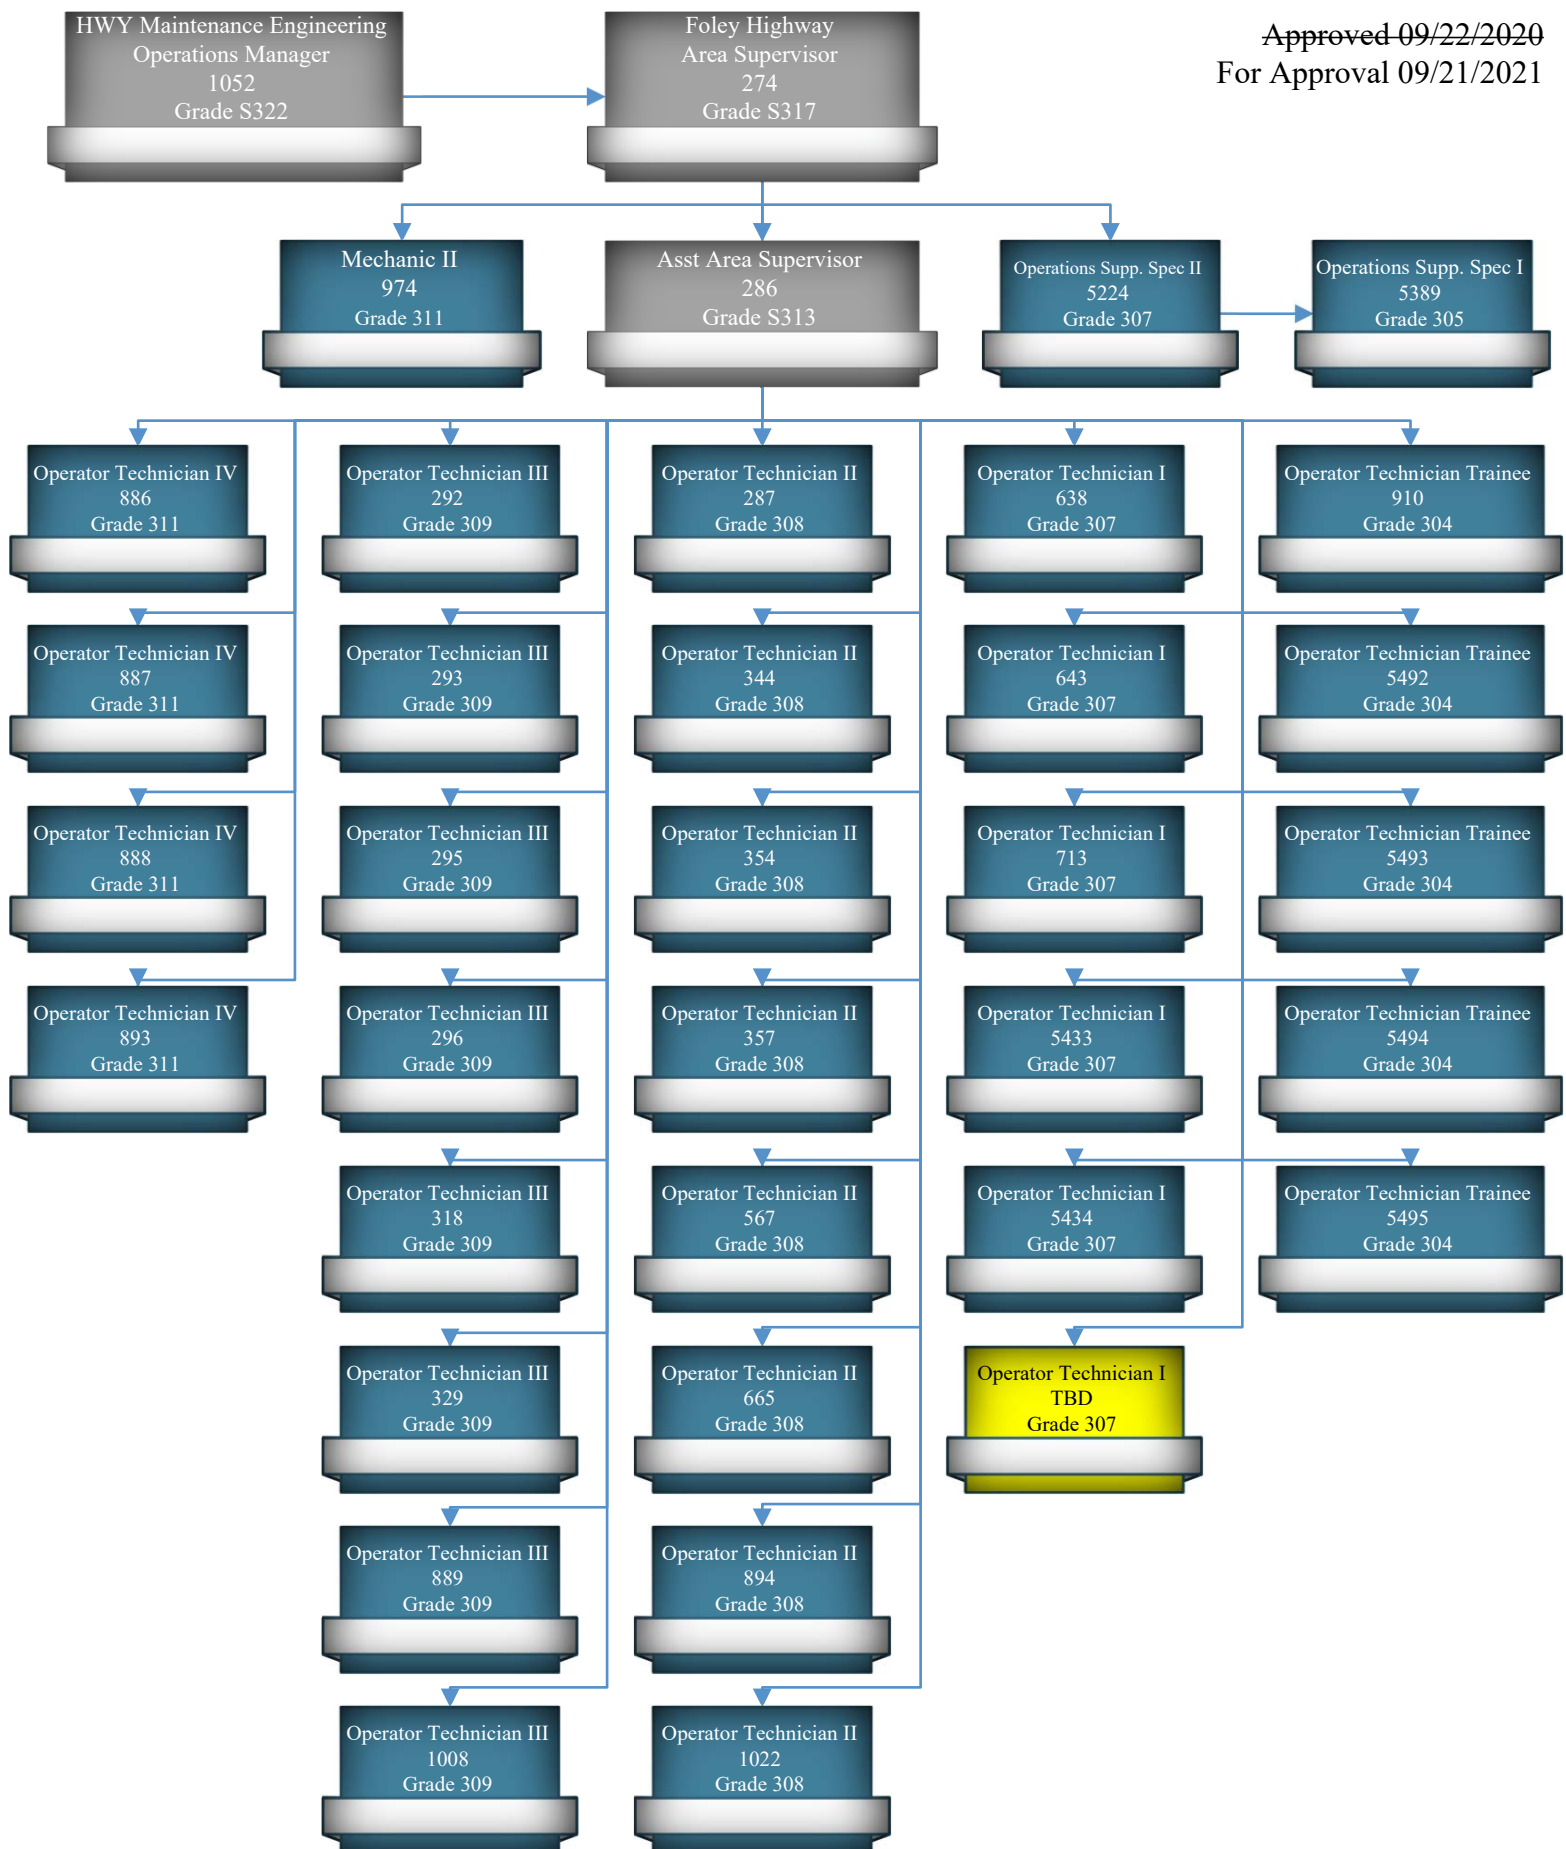 HWY Maintenance Engineering
Operations Manager
1052
Grade S322
Foley Highway
Area Supervisor
274
Grade S317
Approved 09/22/2020
For Approval 09/21/2021
Mechanic II
974
Grade 311
Asst Area Supervisor
286
Grade S313
Operations Supp. Spec II
5224
Grade 307
Operations Supp. Spec I
5389
Grade 305
Operator Technician IV
886
Grade 311
Operator Technician III
292
Grade 309
Operator Technician II
287
Grade 308
Operator Technician I
638
Grade 307
Operator Technician Trainee
910
Grade 304
Operator Technician IV
887
Grade 311
Operator Technician III
293
Grade 309
Operator Technician II
344
Grade 308
Operator Technician I
643
Grade 307
Operator Technician Trainee
5492
Grade 304
Operator Technician IV
888
Grade 311
Operator Technician III
295
Grade 309
Operator Technician II
354
Grade 308
Operator Technician I
713
Grade 307
Operator Technician Trainee
5493
Grade 304
Operator Technician IV
893
Grade 311
Operator Technician III
296
Grade 309
Operator Technician II
357
Grade 308
Operator Technician I
5433
Grade 307
Operator Technician Trainee
5494
Grade 304
Operator Technician III
318
Grade 309
Operator Technician II
567
Grade 308
Operator Technician I
5434
Grade 307
Operator Technician Trainee
5495
Grade 304
Operator Technician III
329
Grade 309
Operator Technician II
665
Grade 308
Operator Technician I
TBD
Grade 307
Operator Technician III
889
Grade 309
Operator Technician II
894
Grade 308
Operator Technician III
1008
Grade 309
Operator Technician II
1022
Grade 308